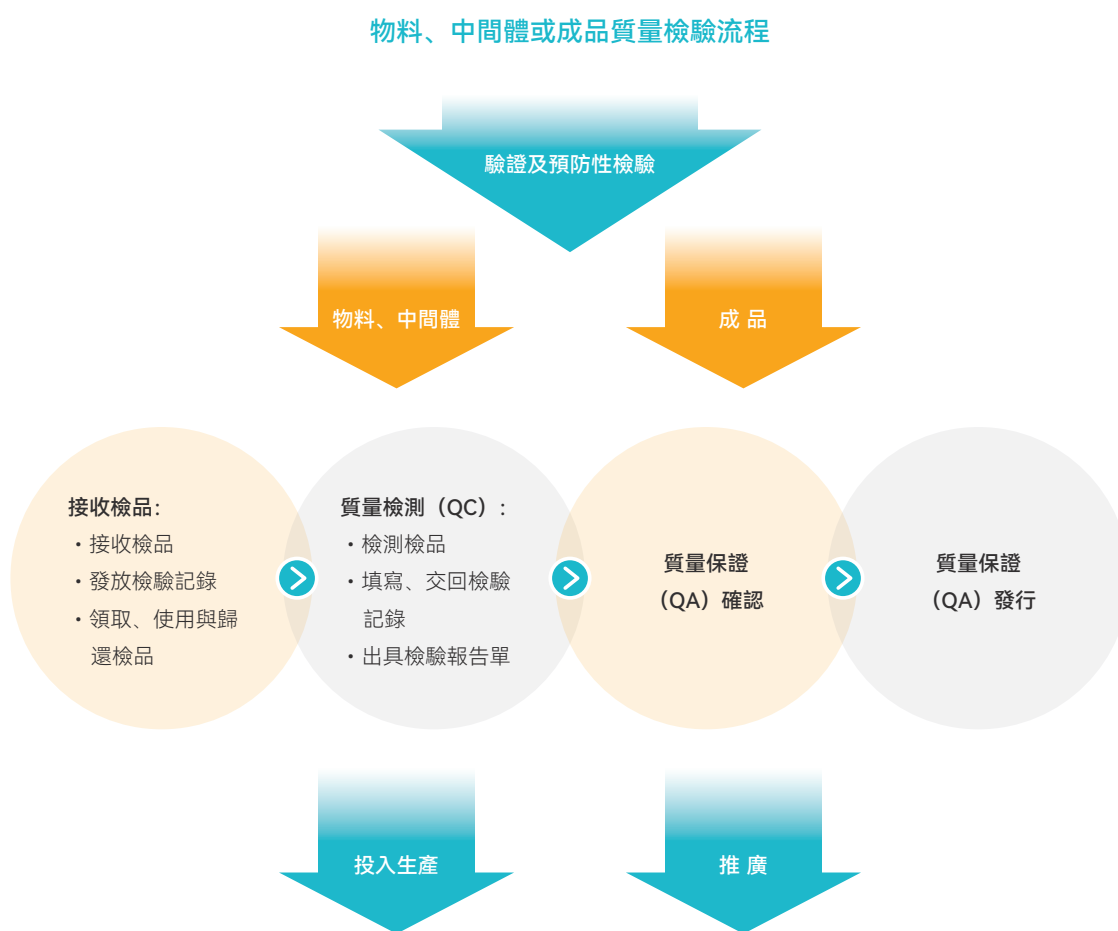 物料、中間體或成品質量檢驗流程
驗證及預防性檢驗
物料、中間體
成 品
接收檢品：
・接收檢品
・發放檢驗記錄
・領取、使用與歸
還檢品
質量檢測（QC）：
・檢測檢品
・填寫、交回檢驗
記錄
・出具檢驗報告單
質量保證
（QA）確認
質量保證
（QA）發行
投入生產
推 廣